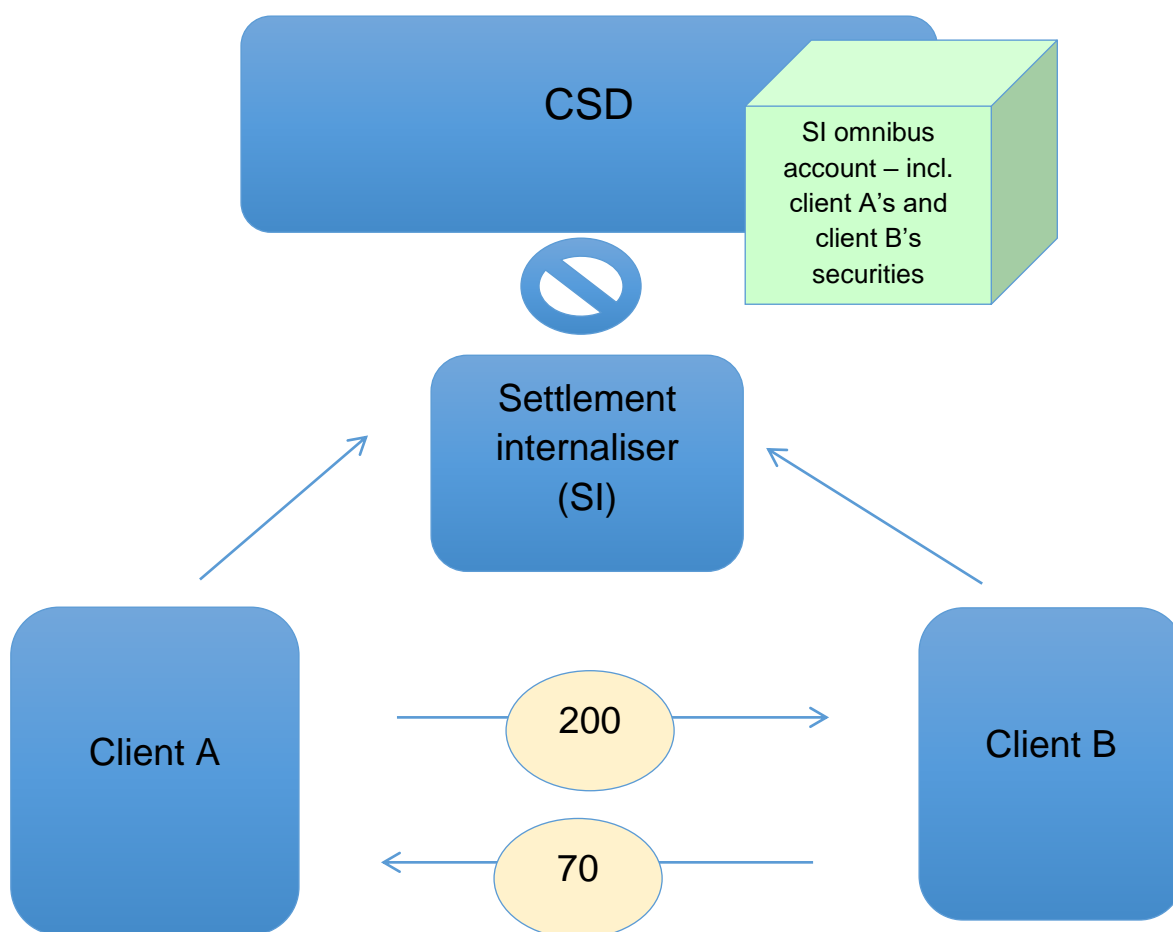 CSD
SI omnibus
account – incl.
client A's and
client B's
securities
Settlement
internaliser
(SI)
200
Client A
Client B
70